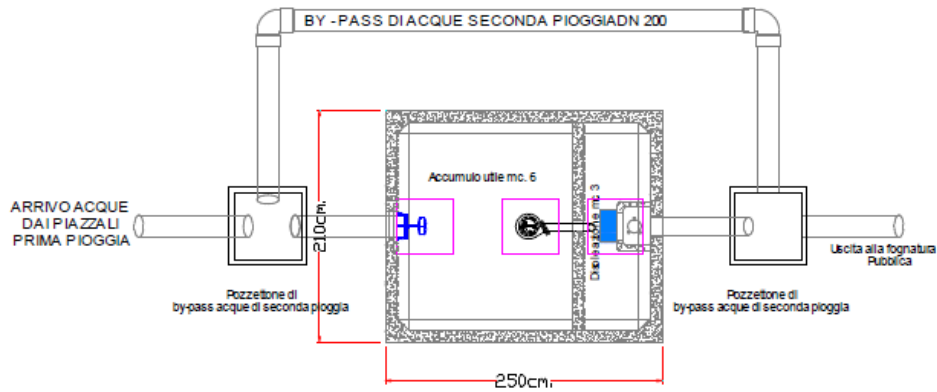 BY -PASS DI ACQUE SECONDA PIOGGIADN 200
ARRIVO ACQUE
DAI PIAZZALI
PRIMA PIOGGIA
210cm.
Accumulo utile mc. 6
Disoleazione mc. 3
Uscita alla fognatura
Pubblica
Pozzettone di
by-pass acque di seconda pioggia
Pozzettone di
by-pass acque di seconda pioggia
250cm.